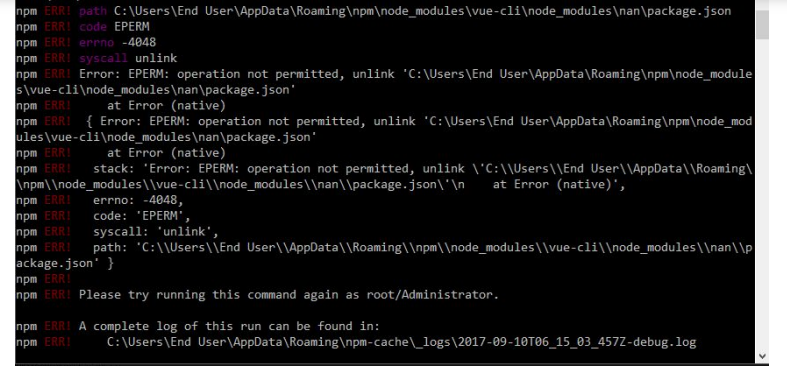 npm ERR! path C:\Users\End User\AppData\Roaming\npm\node_modules\vue-cli\node_modules\nan\package.json
npm ERR! code EPERM
npm ERR! errno -4048
npm ERR! syscall unlink
npm ERR! Error: EPERM: operation not permitted, unlink 'C:\Users\End User\AppData\Roaming\npm\node_module
s\vue-cli\node_modules\nan\package.json'
npm ERR!     at Error (native)
npm ERR!  { Error: EPERM: operation not permitted, unlink 'C:\Users\End User\AppData\Roaming\npm\node_mod
ules\vue-cli\node_modules\nan\package.json'
npm ERR!     at Error (native)
npm ERR!   stack: 'Error: EPERM: operation not permitted, unlink \'C:\\Users\\End User\\AppData\\Roaming\
\npm\\node_modules\\vue-cli\\node_modules\\nan\\package.json\'\n    at Error (native)',
npm ERR!   errno: -4048,
npm ERR!   code: 'EPERM',
npm ERR!   syscall: 'unlink',
npm ERR!   path: 'C:\\Users\\End User\\AppData\\Roaming\\npm\\node_modules\\vue-cli\\node_modules\\nan\\p
ackage.json' }
npm ERR!
npm ERR! Please try running this command again as root/Administrator.
npm ERR! A complete log of this run can be found in:
npm ERR!     C:\Users\End User\AppData\Roaming\npm-cache\_logs\2017-09-10T06_15_03_457Z-debug.log